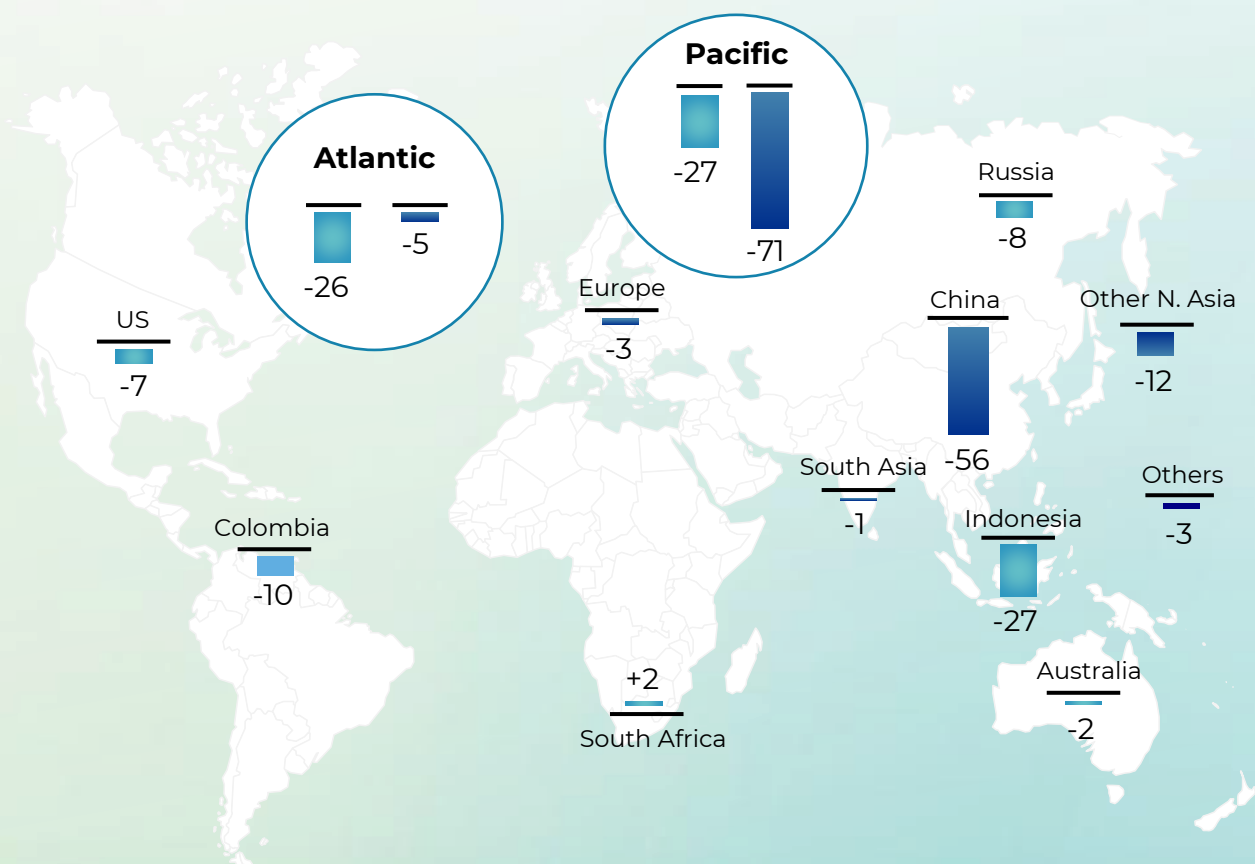 Pacific
-27
-71
Atlantic
-26
-5
Russia
-8
Europe
-3
China
-56
Other N. Asia
-12
US
-7
South Asia
-1
Others
-3
Colombia
-10
Indonesia
-27
Australia
-2
+2
South Africa